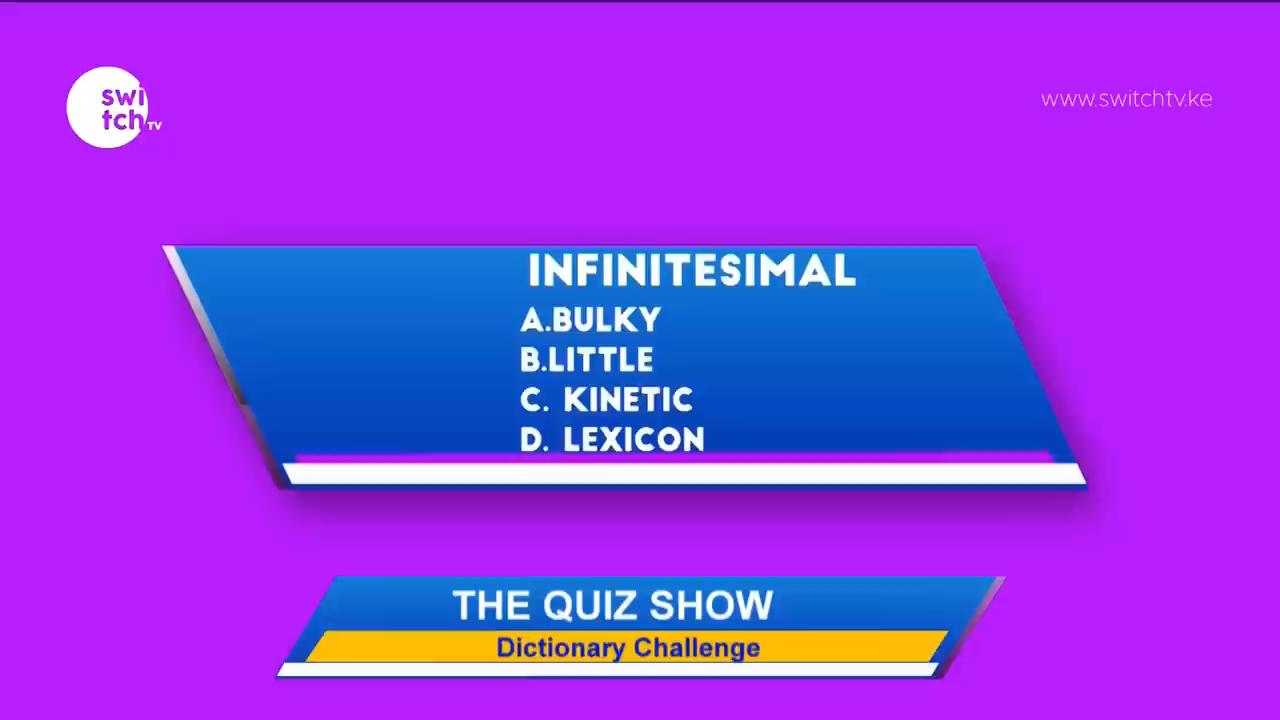 swi
tch TV
www.switchtv.ke
INFINITESIMAL
A.BULKY
B.LITTLE
C. KINETIC
D. LEXICON
THE QUIZ SHOW
Dictionary Challenge